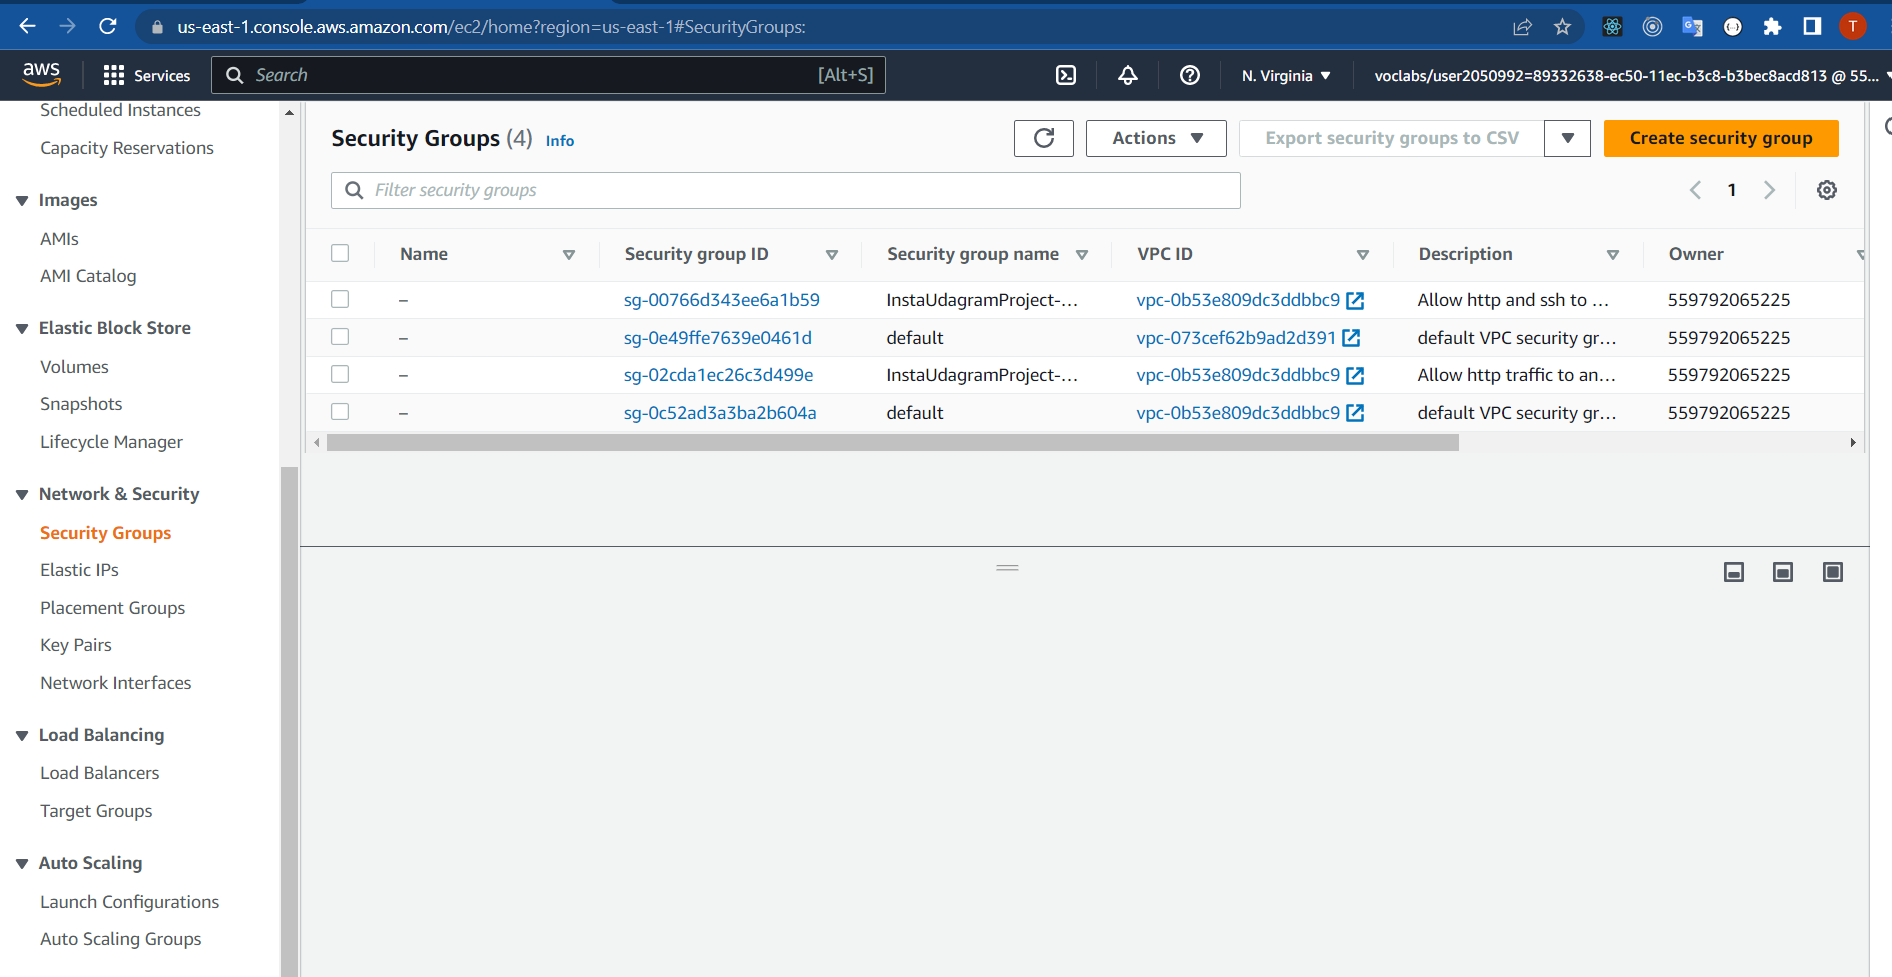 us-east-1.console.aws.amazon.com/ec2/home?region=us-east-1#SecurityGroups:
T
aws
Services
Search
[Alt+S]
N. Virginia
voclabs/user2050992=89332638-ec50-11ec-b3c8-b3bec8acd813 @ 55...
Scheduled Instances
Capacity Reservations
Images
AMIs
AMI Catalog
Elastic Block Store
Volumes
Snapshots
Lifecycle Manager
Network & Security
Security Groups
Elastic IPs
Placement Groups
Key Pairs
Network Interfaces
Load Balancing
Load Balancers
Target Groups
Auto Scaling
Launch Configurations
Auto Scaling Groups
Security Groups (4) Info
Actions
Export security groups to CSV
Create security group
Filter security groups
1
Name Security group ID Security group name VPC ID Description Owner
– sg-00766d343ee6a1b59 InstaUdagramProject-... vpc-0b53e809dc3ddbbc9 Allow http and ssh to ... 559792065225
– sg-0e49ffe7639e0461d default vpc-073cef62b9ad2d391 default VPC security gr... 559792065225
– sg-02cda1ec26c3d499e InstaUdagramProject-... vpc-0b53e809dc3ddbbc9 Allow http traffic to an... 559792065225
– sg-0c52ad3a3ba2b604a default vpc-0b53e809dc3ddbbc9 default VPC security gr... 559792065225